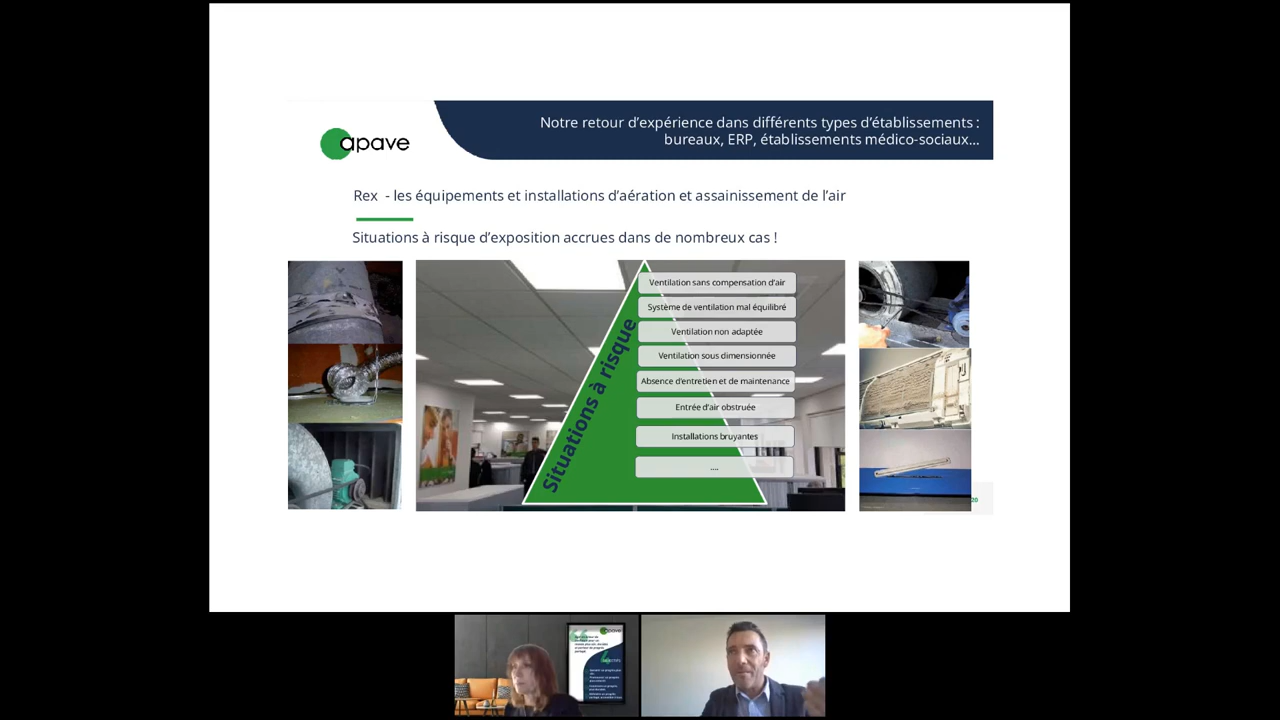 apave
Notre retour d'expérience dans différents types d'établissements :
bureaux, ERP, établissements médico-sociaux...
Rex - les équipements et installations d'aération et assainissement de l'air
Situations à risque d'exposition accrues dans de nombreux cas !
Situations à risque
Ventilation sans compensation d'air
Système de ventilation mal équilibré
Ventilation non adaptée
Ventilation sous dimensionnée
Absence d'entretien et de maintenance
Entrée d'air obstruée
Installations bruyantes
....
20
apave